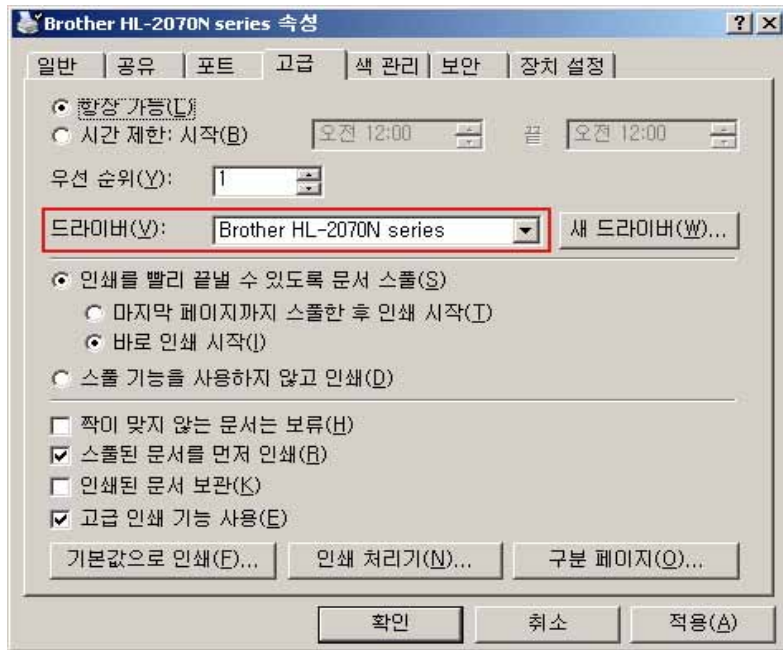 Brother HL-2070N series 속성
일반 공유 포트 고급 색 관리 보안 장치 설정
항상 가능(L)
시간 제한: 시작(B) 오전 12:00 끝 오전 12:00
우선 순위(Y): 1
드라이버(V): Brother HL-2070N series 새 드라이버(W)...
인쇄를 빨리 끝낼 수 있도록 문서 스풀(S)
마지막 페이지까지 스풀한 후 인쇄 시작(T)
바로 인쇄 시작(I)
스풀 기능을 사용하지 않고 인쇄(D)
짝이 맞지 않는 문서는 보류(H)
스풀된 문서를 먼저 인쇄(R)
인쇄된 문서 보관(K)
고급 인쇄 기능 사용(E)
기본값으로 인쇄(F)... 인쇄 처리기(N)... 구분 페이지(O)...
확인 취소 적용(A)